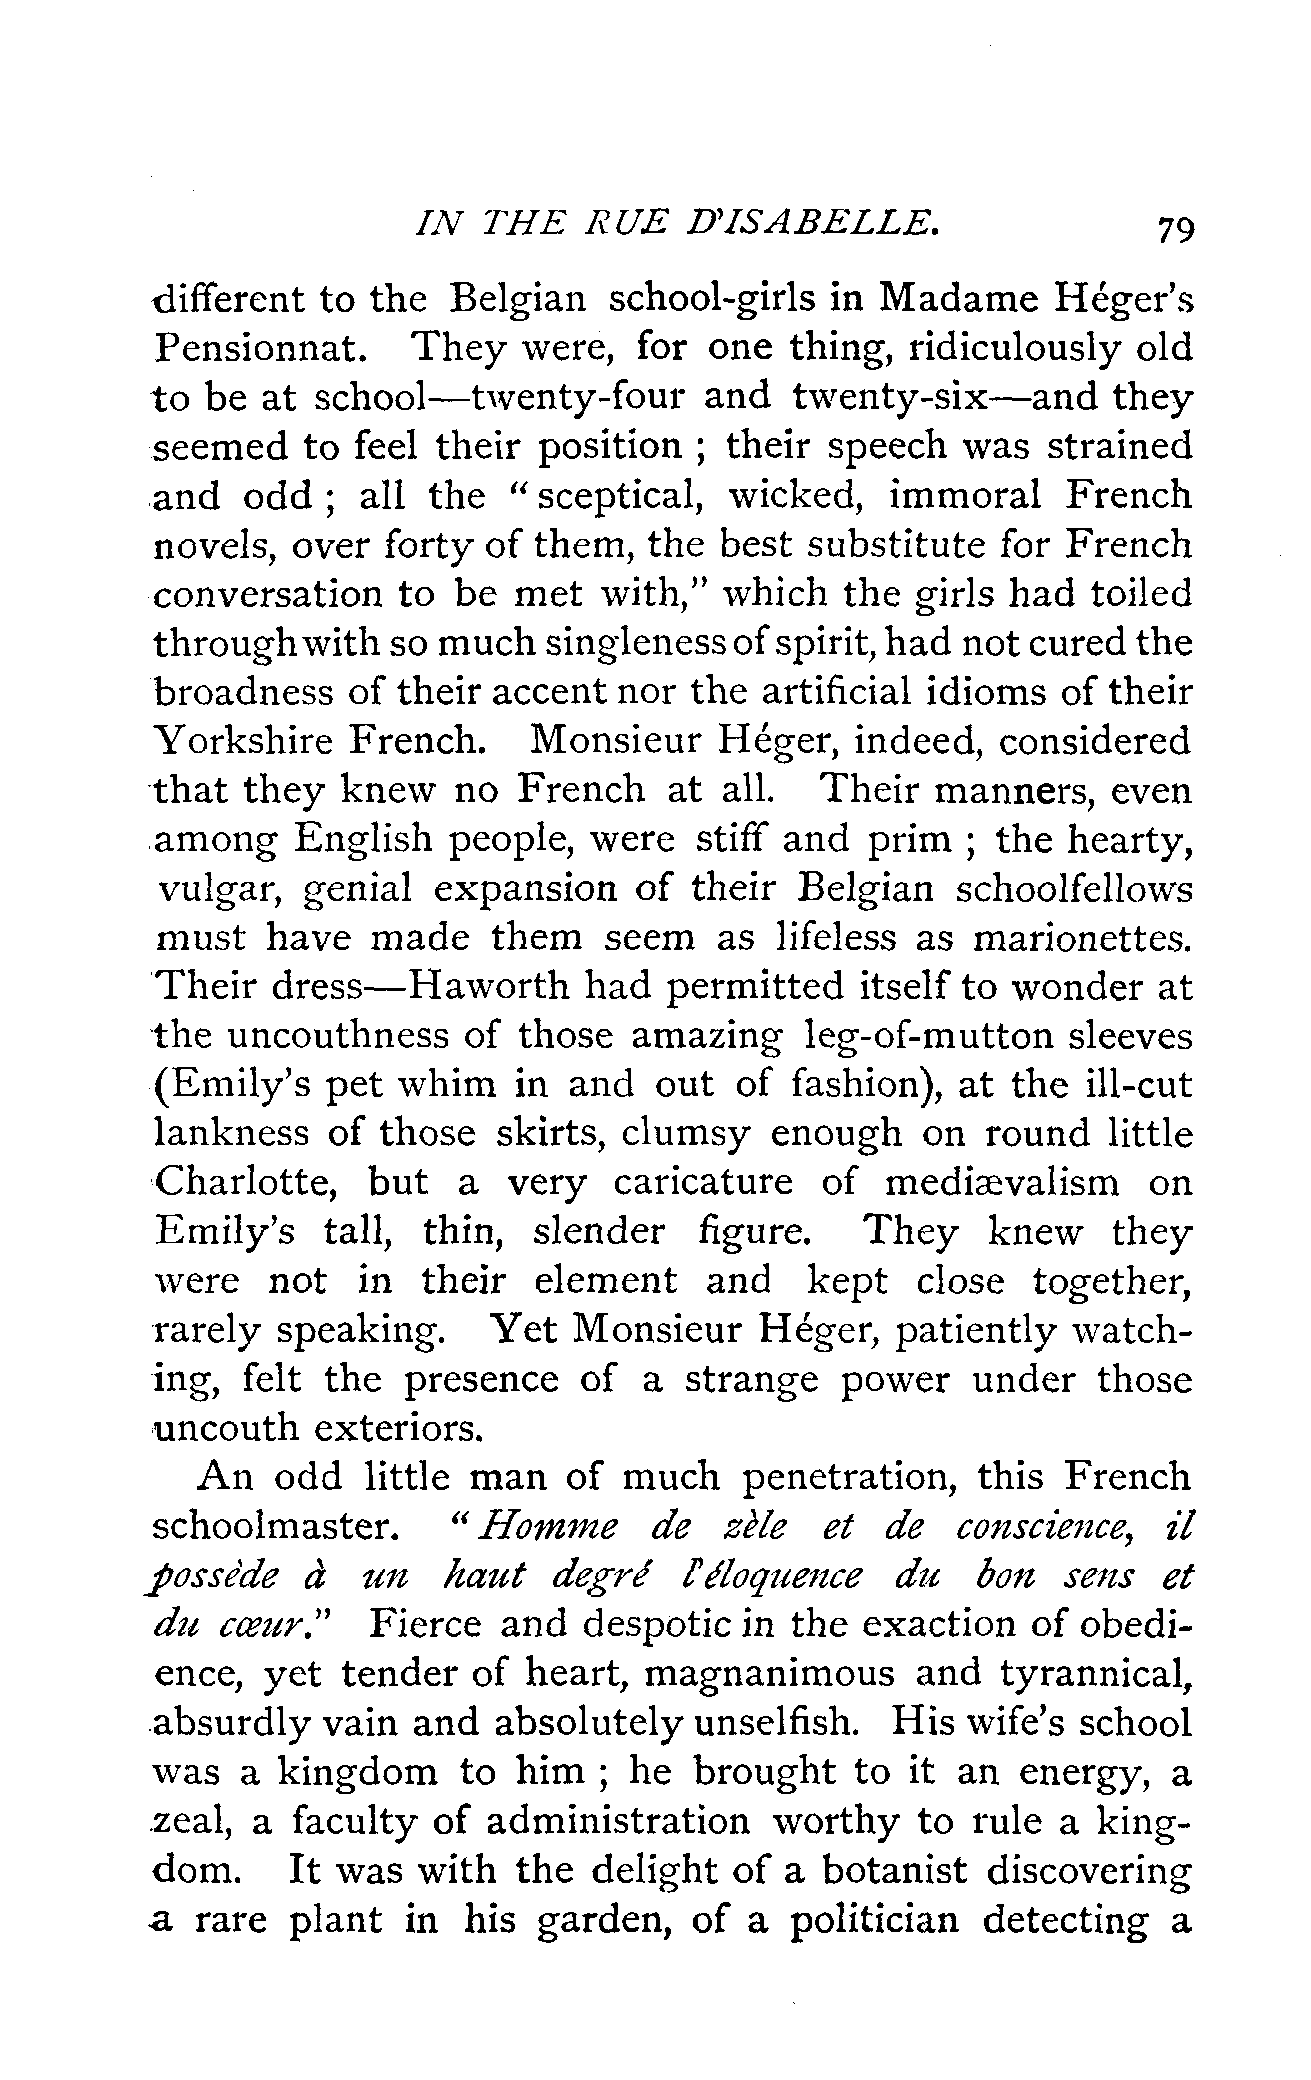 IN THE RUE D'ISABELLE. 79
different to the Belgian school-girls in Madame Héger's
Pensionnat. They were, for one thing, ridiculously old
to be at school—twenty-four and twenty-six—and they
seemed to feel their position ; their speech was strained
and odd ; all the “ sceptical, wicked, immoral French
novels, over forty of them, the best substitute for French
conversation to be met with,” which the girls had toiled
through with so much singleness of spirit, had not cured the
broadness of their accent nor the artificial idioms of their
Yorkshire French. Monsieur Héger, indeed, considered
that they knew no French at all. Their manners, even
among English people, were stiff and prim ; the hearty,
vulgar, genial expansion of their Belgian schoolfellows
must have made them seem as lifeless as marionettes.
Their dress—Haworth had permitted itself to wonder at
the uncouthness of those amazing leg-of-mutton sleeves
(Emily's pet whim in and out of fashion), at the ill-cut
lankness of those skirts, clumsy enough on round little
Charlotte, but a very caricature of mediævalism on
Emily's tall, thin, slender figure. They knew they
were not in their element and kept close together,
rarely speaking. Yet Monsieur Héger, patiently watch-
ing, felt the presence of a strange power under those
uncouth exteriors.
An odd little man of much penetration, this French
schoolmaster. “ Homme de zèle et de conscience, il
possède à un haut degré l'éloquence du bon sens et
du cœur.” Fierce and despotic in the exaction of obedi-
ence, yet tender of heart, magnanimous and tyrannical,
absurdly vain and absolutely unselfish. His wife's school
was a kingdom to him ; he brought to it an energy, a
zeal, a faculty of administration worthy to rule a king-
dom. It was with the delight of a botanist discovering
a rare plant in his garden, of a politician detecting a